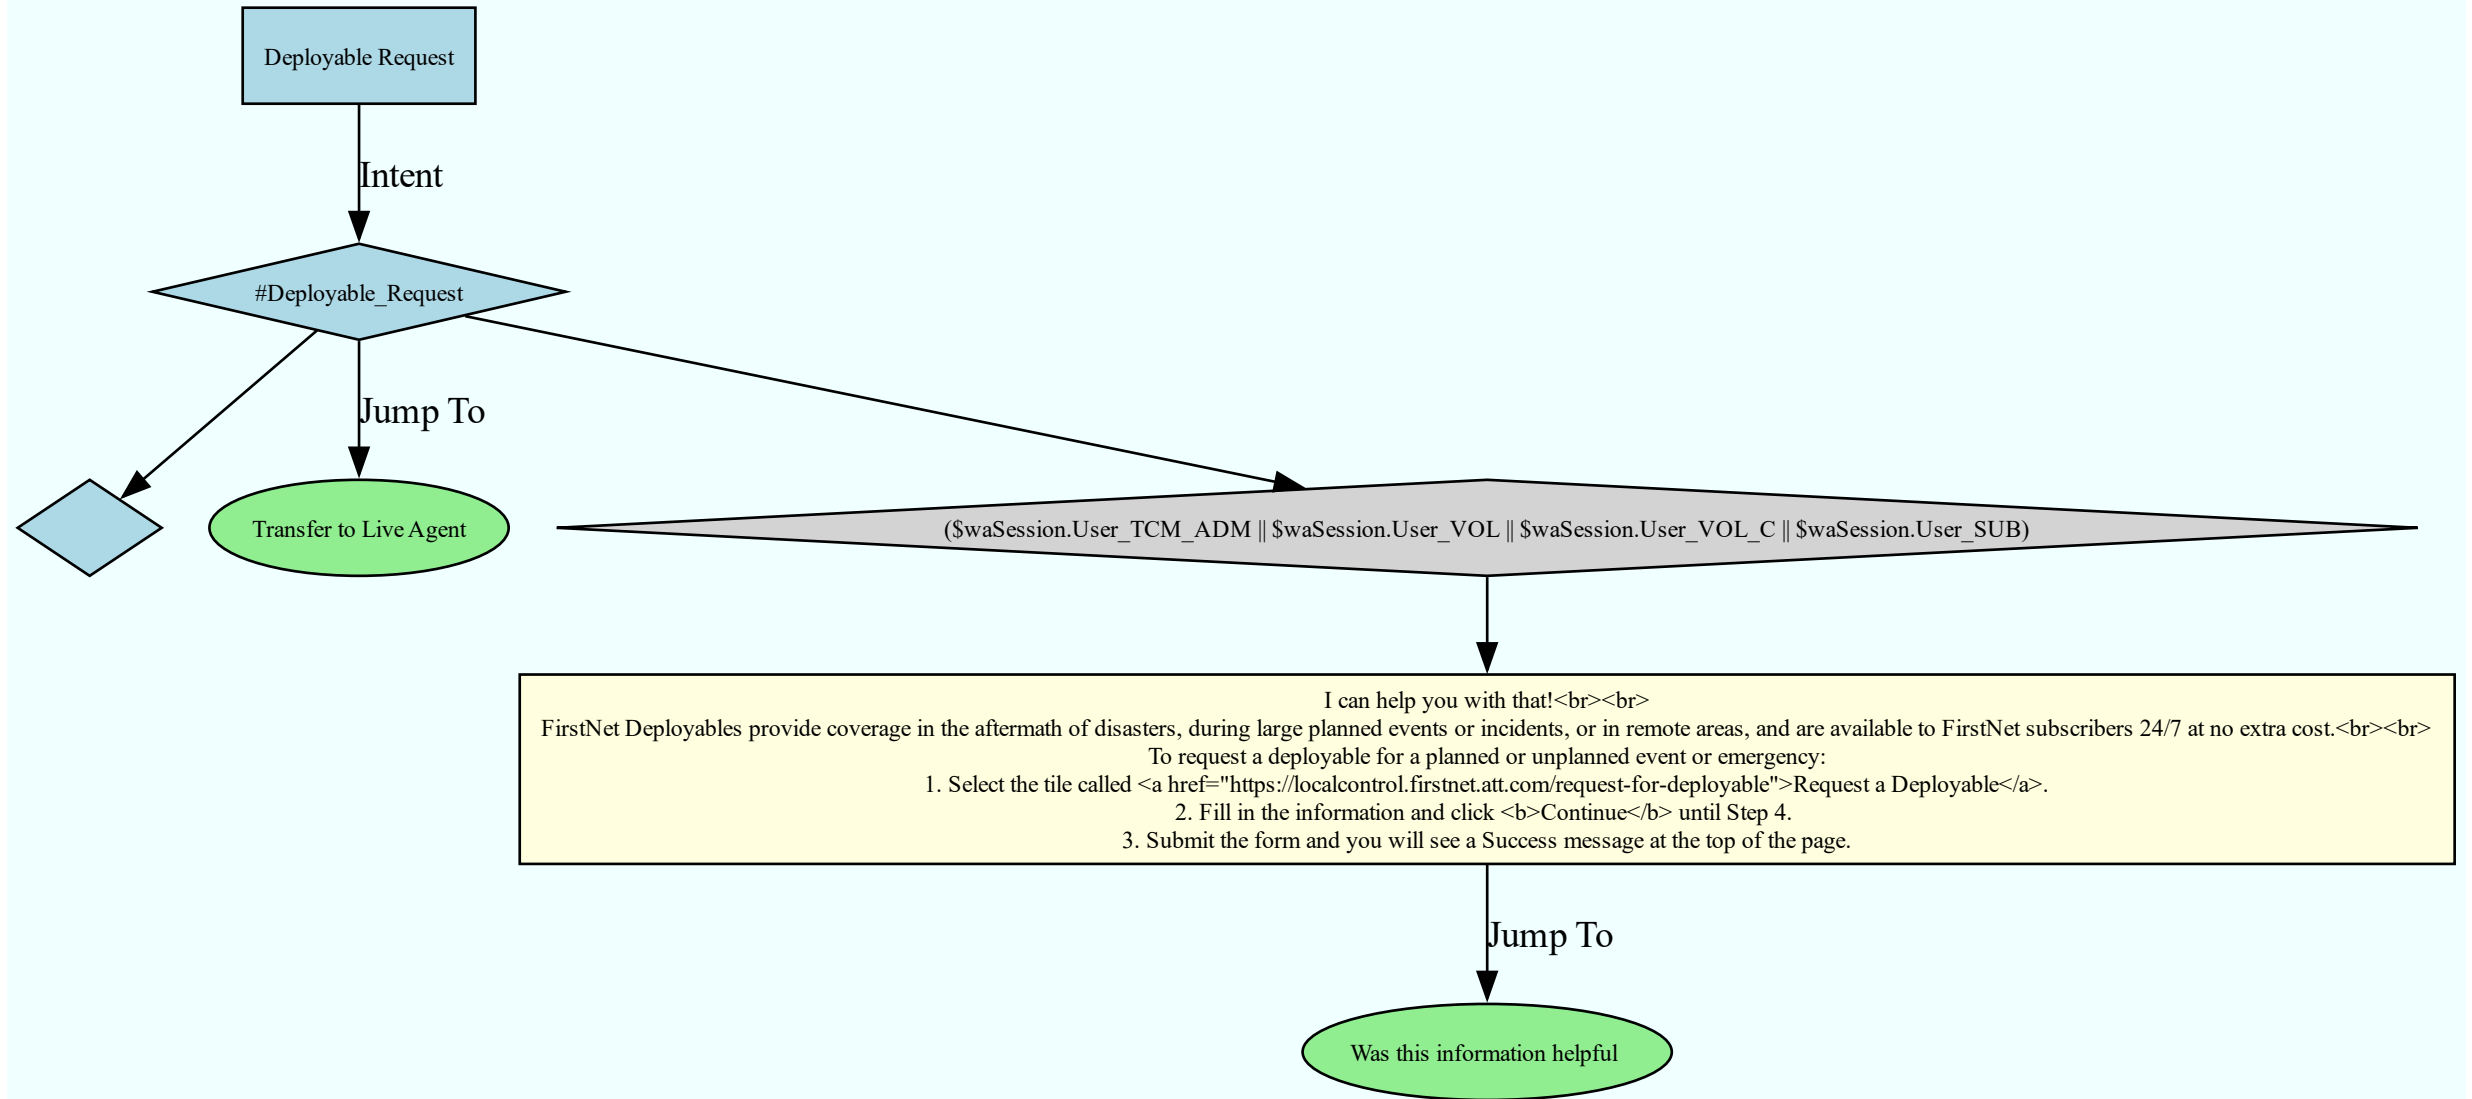 Deployable Request
Intent
#Deployable_Request
Jump To
Transfer to Live Agent
($waSession.User_TCM_ADM || $waSession.User_VOL || $waSession.User_VOL_C || $waSession.User_SUB)
I can help you with that!<br><br>
FirstNet Deployables provide coverage in the aftermath of disasters, during large planned events or incidents, or in remote areas, and are available to FirstNet subscribers 24/7 at no extra cost.<br><br>
To request a deployable for a planned or unplanned event or emergency:
1. Select the tile called <a href="https://localcontrol.firstnet.att.com/request-for-deployable">Request a Deployable</a>.
2. Fill in the information and click <b>Continue</b> until Step 4.
3. Submit the form and you will see a Success message at the top of the page.
Jump To
Was this information helpful